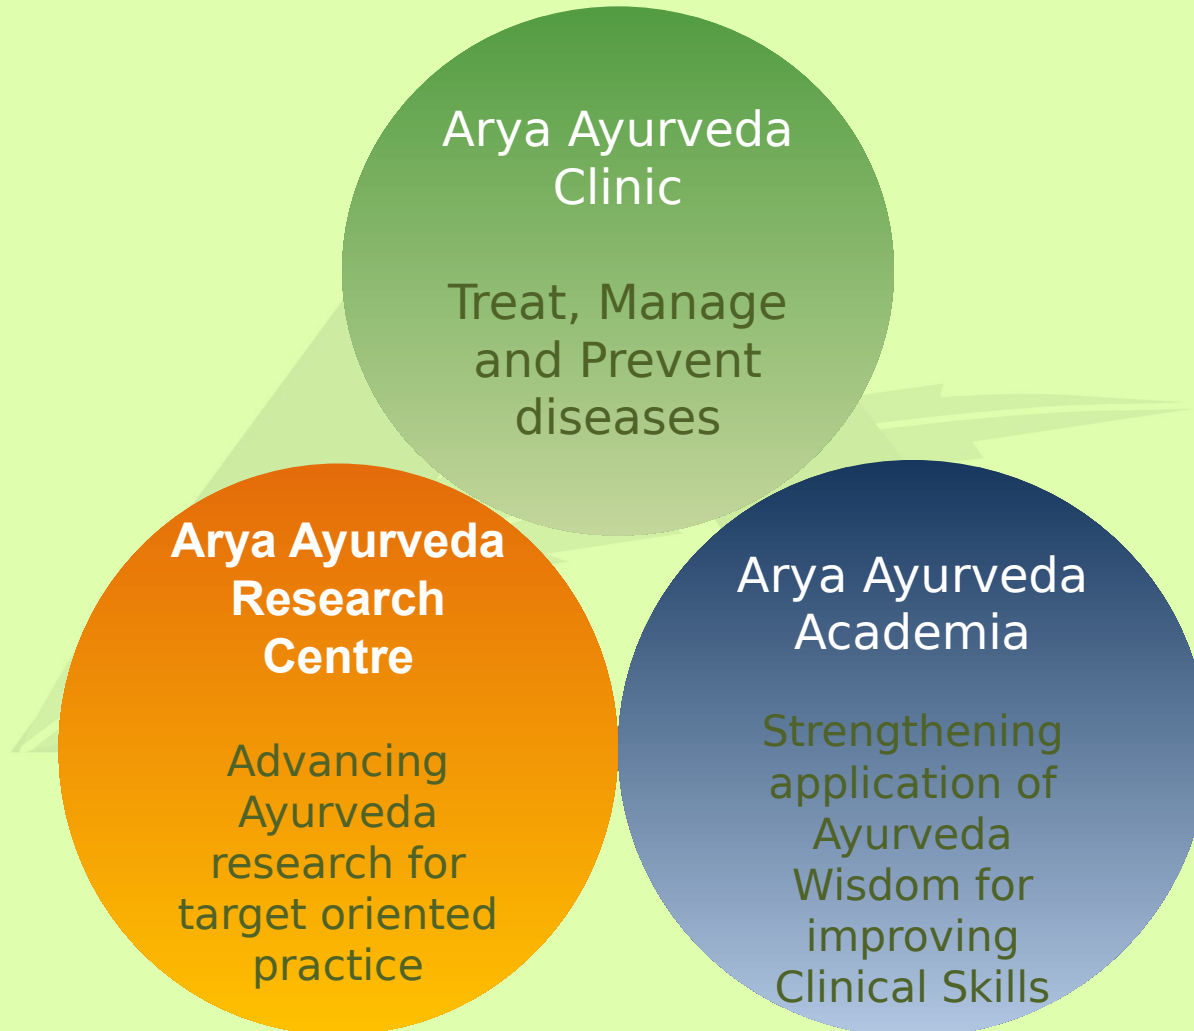 Arya Ayurveda
Clinic
Treat, Manage
and Prevent
diseases
Arya Ayurveda
Research
Centre
Advancing
Ayurveda
research for
target oriented
practice
Arya Ayurveda
Academia
Strengthening
application of
Ayurveda
Wisdom for
improving
Clinical Skills